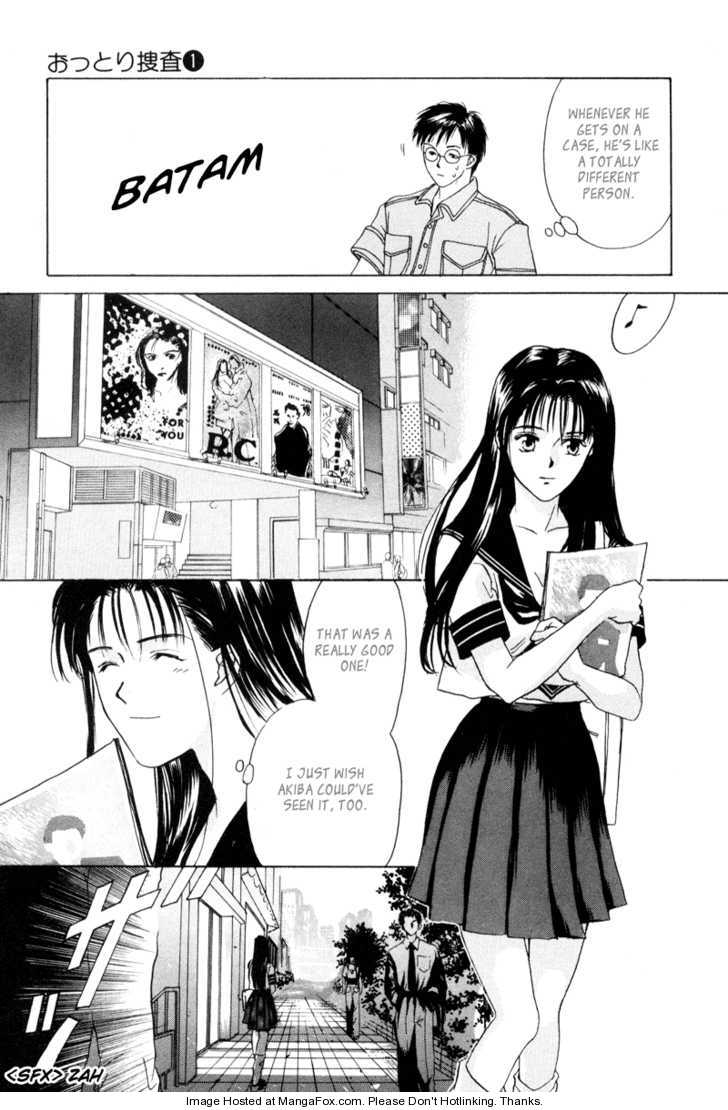 おっとり捜査❶
WHENEVER HE
GETS ON A
CASE, HE'S LIKE
A TOTALLY
DIFFERENT
PERSON.
BATAM
♪
FOR
YOU
R.C
THAT WAS A
REALLY GOOD
ONE!
I JUST WISH
AKIBA COULD'VE
SEEN IT, TOO.
ザッ
<SFX> ZAH
Image Hosted at MangaFox.com. Please Don't Hotlinking. Thanks.